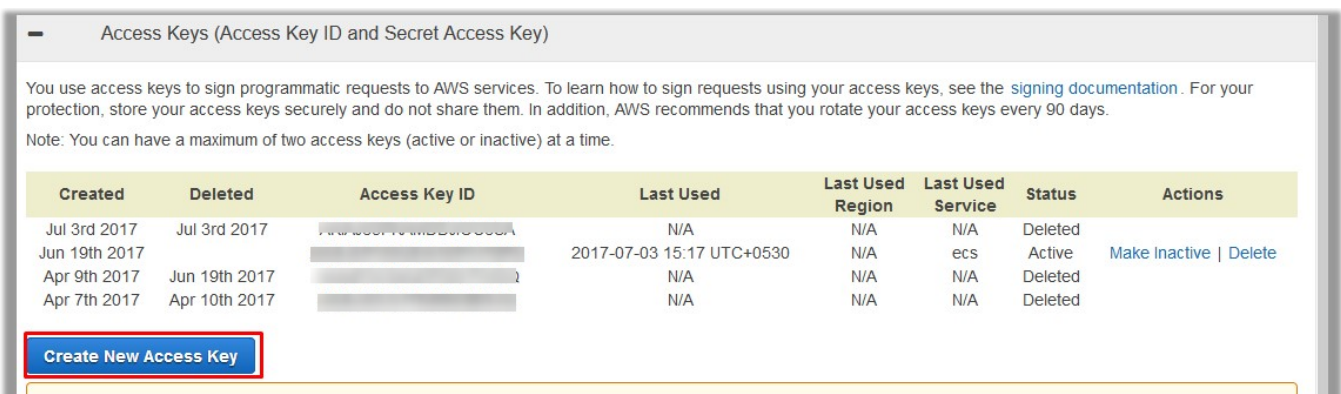 Access Keys (Access Key ID and Secret Access Key)
You use access keys to sign programmatic requests to AWS services. To learn how to sign requests using your access keys, see the signing documentation. For your
protection, store your access keys securely and do not share them. In addition, AWS recommends that you rotate your access keys every 90 days.
Note: You can have a maximum of two access keys (active or inactive) at a time.
Created Deleted Access Key ID Last Used Last Used Region Last Used Service Status Actions
Jul 3rd 2017 Jul 3rd 2017 N/A N/A N/A Deleted
Jun 19th 2017 2017-07-03 15:17 UTC+0530 N/A ecs Active Make Inactive | Delete
Apr 9th 2017 Jun 19th 2017 N/A N/A N/A Deleted
Apr 7th 2017 Apr 10th 2017 N/A N/A N/A Deleted
Create New Access Key